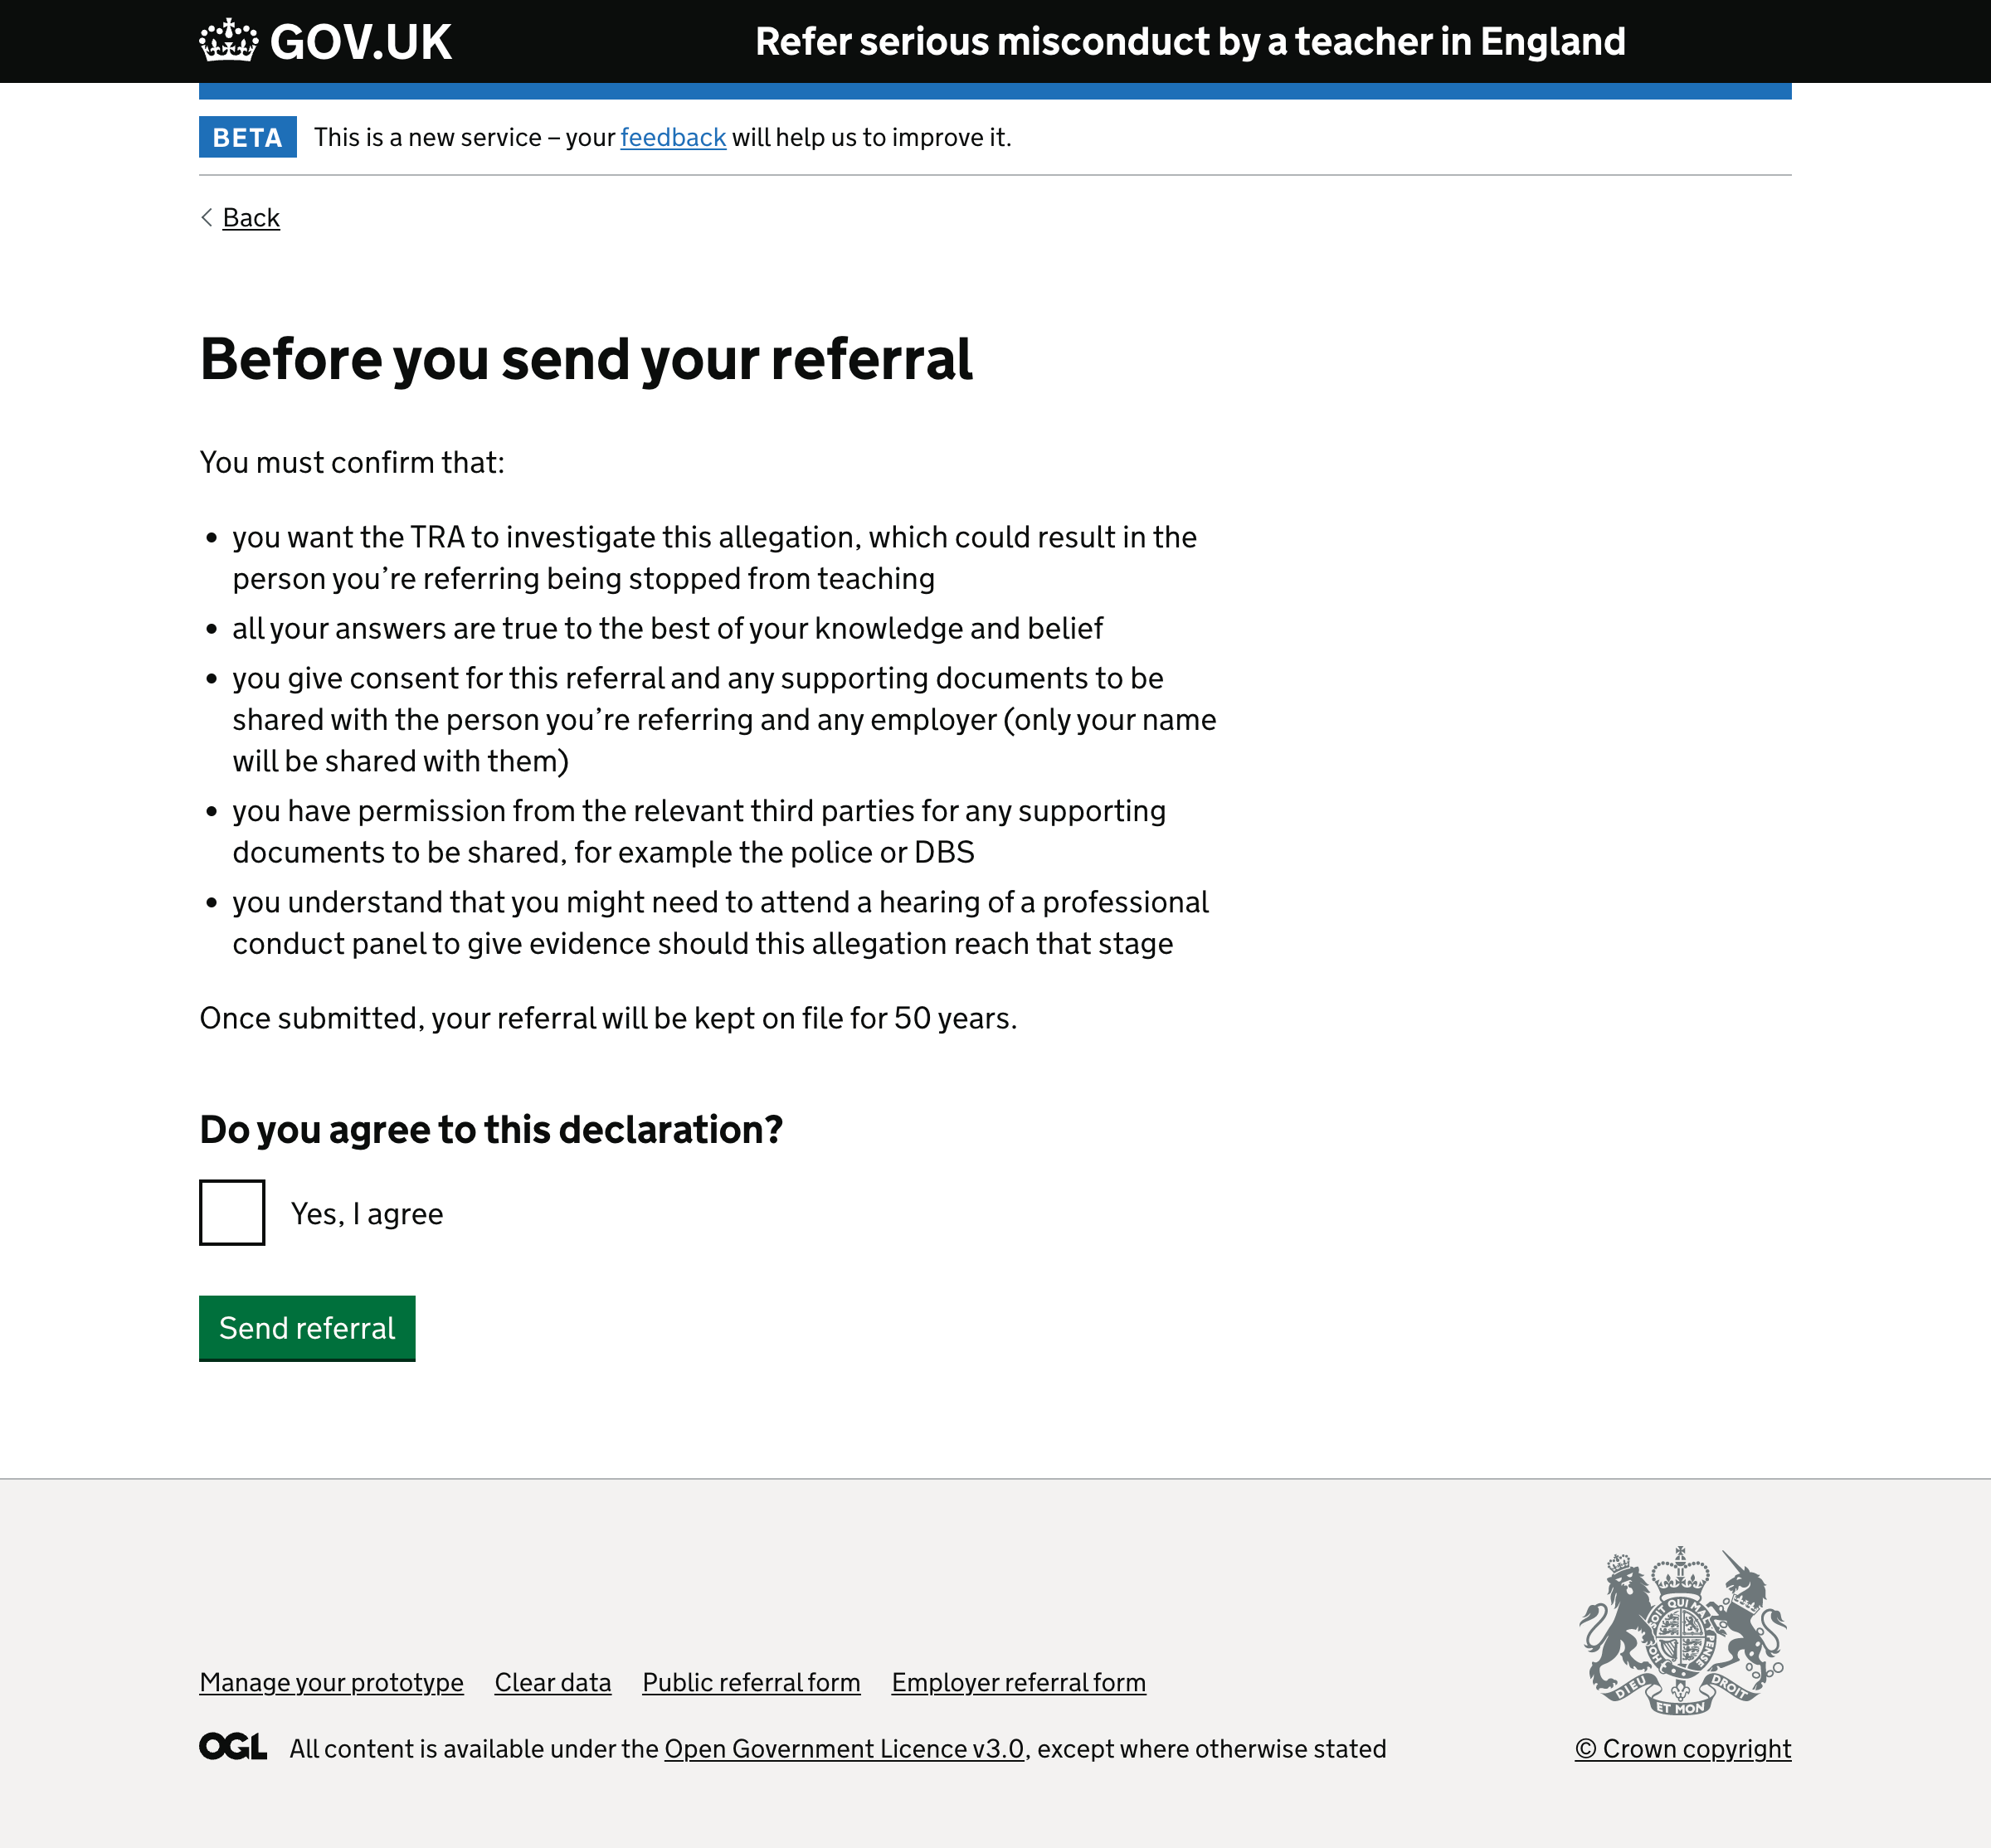 GOV.UK
Refer serious misconduct by a teacher in England
BETA
This is a new service – your feedback will help us to improve it.
Back
Before you send your referral
You must confirm that:
• you want the TRA to investigate this allegation, which could result in the
person you’re referring being stopped from teaching
• all your answers are true to the best of your knowledge and belief
• you give consent for this referral and any supporting documents to be
shared with the person you’re referring and any employer (only your name
will be shared with them)
• you have permission from the relevant third parties for any supporting
documents to be shared, for example the police or DBS
• you understand that you might need to attend a hearing of a professional
conduct panel to give evidence should this allegation reach that stage
Once submitted, your referral will be kept on file for 50 years.
Do you agree to this declaration?
Yes, I agree
Send referral
DIEU ET MON DROIT
Manage your prototype Clear data Public referral form Employer referral form
OGL All content is available under the Open Government Licence v3.0, except where otherwise stated
© Crown copyright